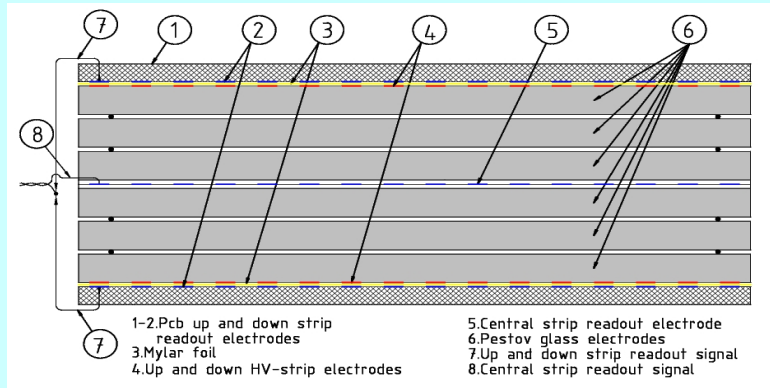 7
1
2
3
4
5
6
8
7
1-2.Pcb up and down strip
readout electrodes
3.Mylar foil
4.Up and down HV-strip electrodes
5.Central strip readout electrode
6.Pestov glass electrodes
7.Up and down strip readout signal
8.Central strip readout signal